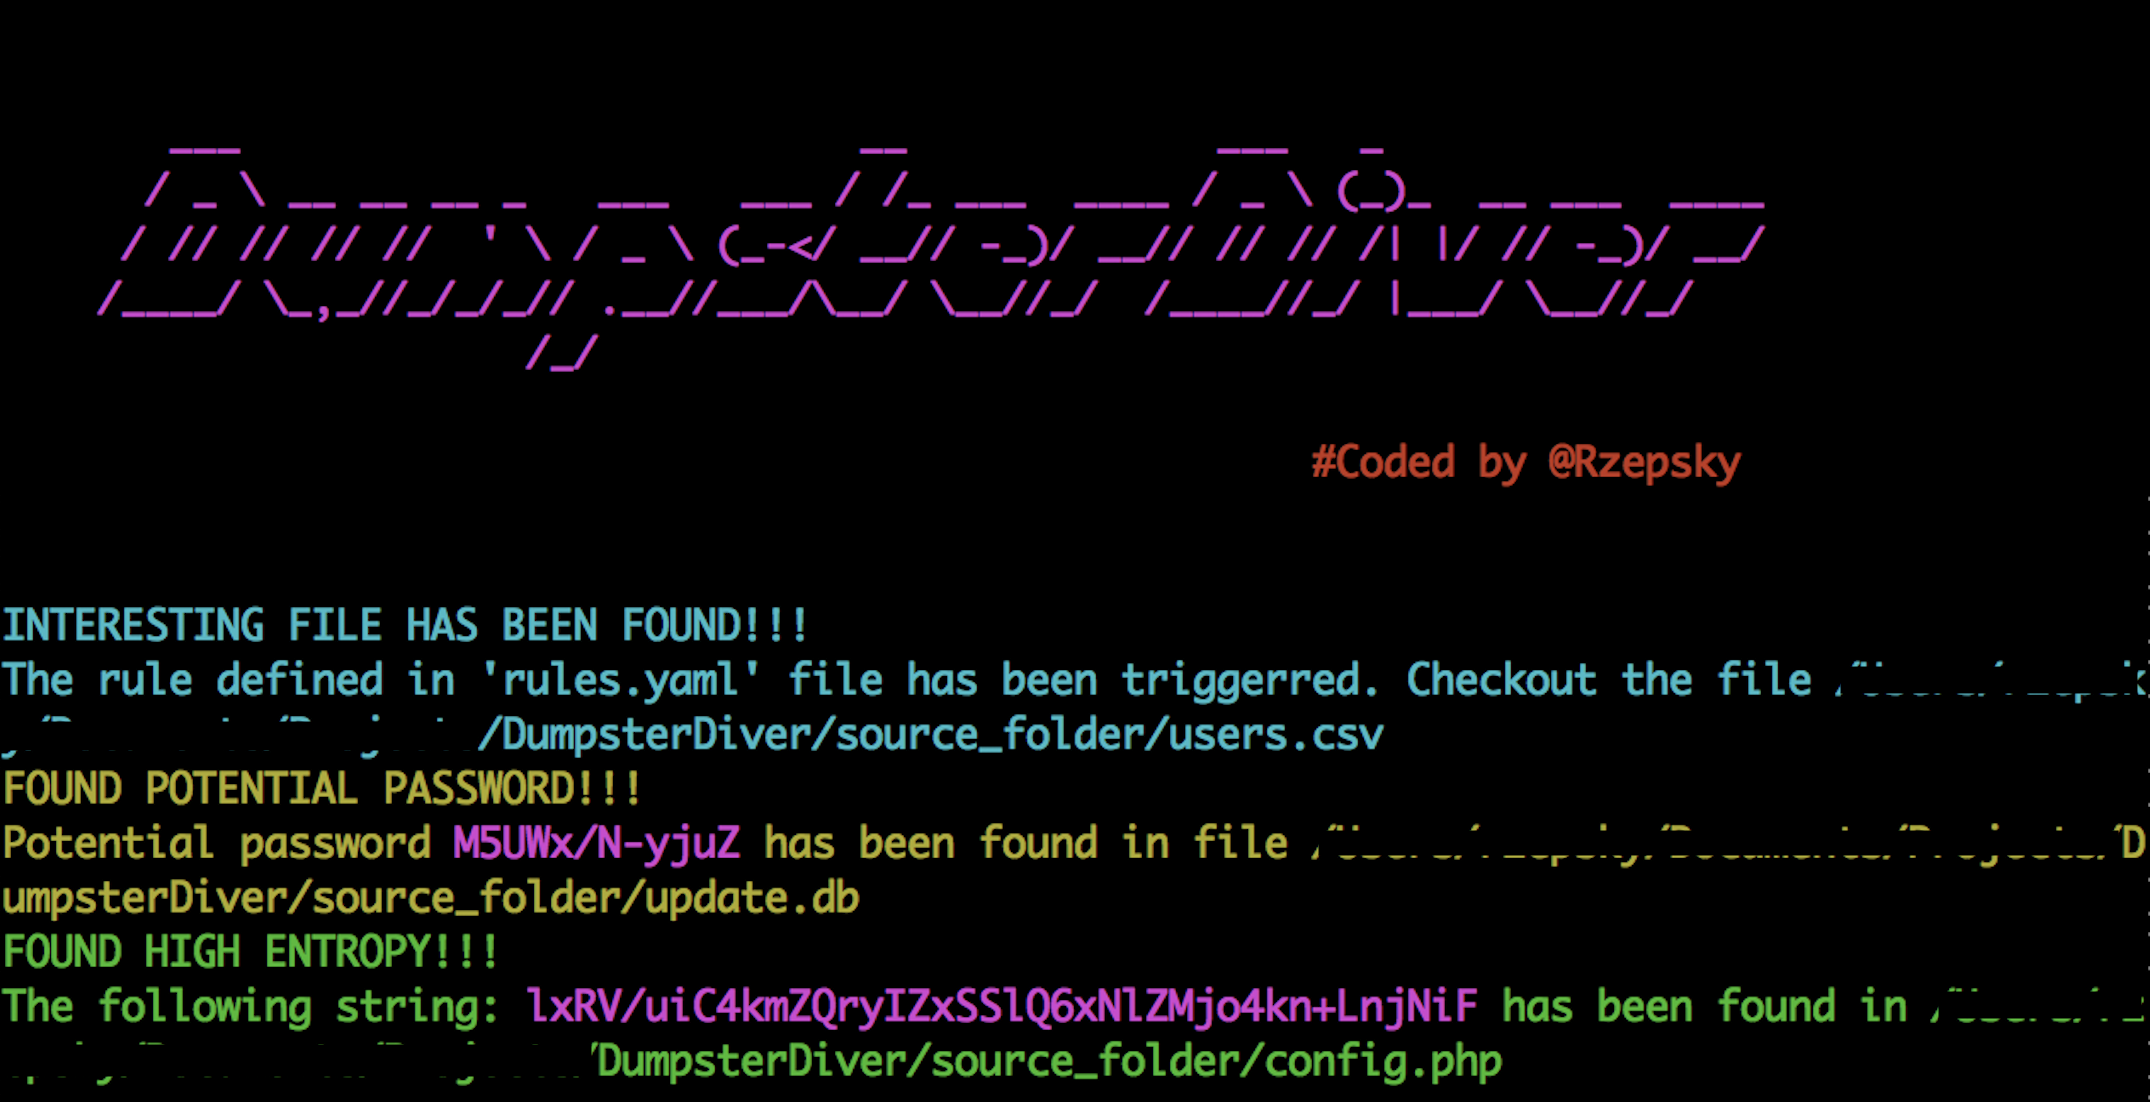 DumpsterDiver
#Coded by @Rzepsky
INTERESTING FILE HAS BEEN FOUND!!!
The rule defined in 'rules.yaml' file has been triggerred. Checkout the file
/DumpsterDiver/source_folder/users.csv
FOUND POTENTIAL PASSWORD!!!
Potential password M5UWx/N-yjuZ has been found in file /D
umpsterDiver/source_folder/update.db
FOUND HIGH ENTROPY!!!
The following string: lxRV/uiC4kmZQryIZxSSlQ6xNlZMjo4kn+LnjNiF has been found in
/DumpsterDiver/source_folder/config.php